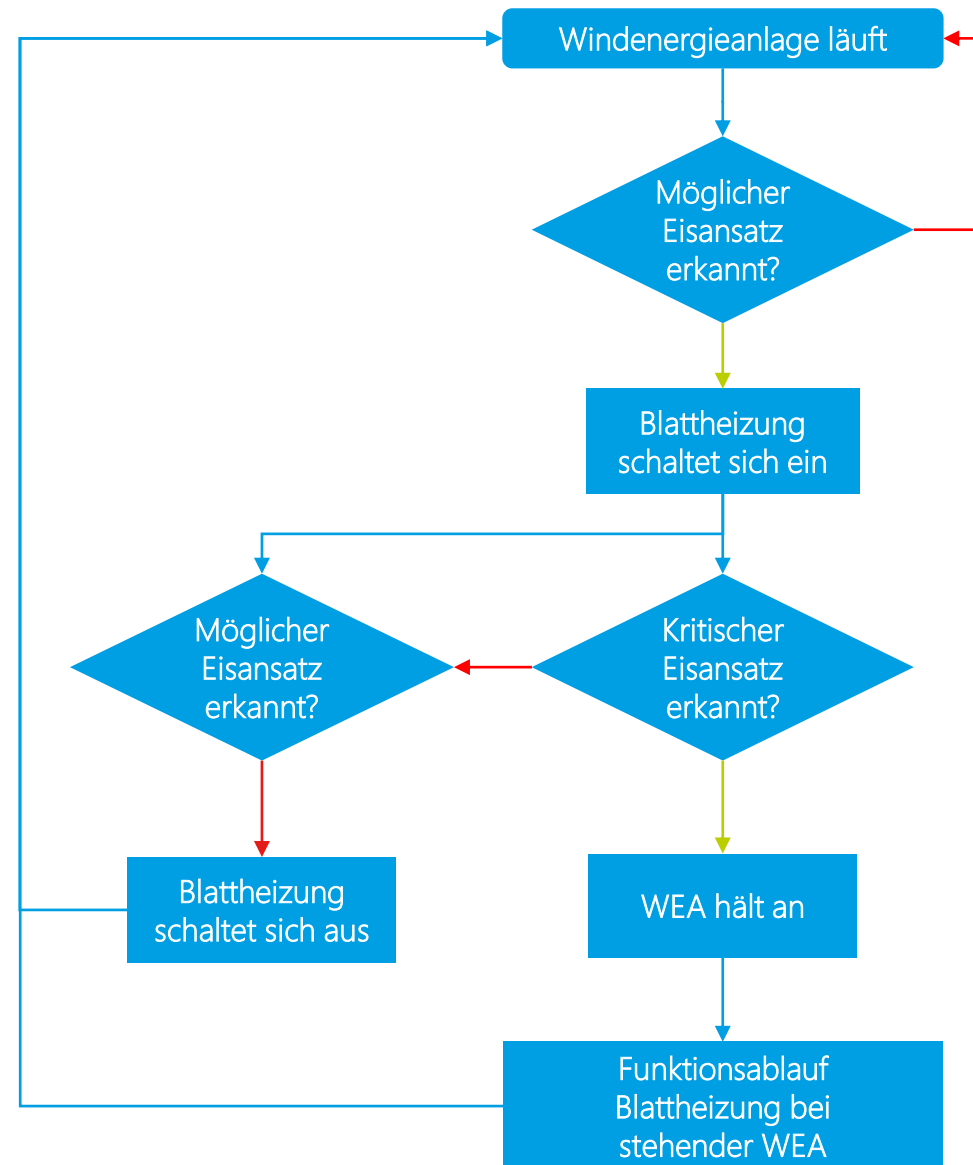 Windenergieanlage läuft
Möglicher
Eisansatz
erkannt?
Blattheizung
schaltet sich ein
Möglicher
Eisansatz
erkannt?
Kritischer
Eisansatz
erkannt?
Blattheizung
schaltet sich aus
WEA hält an
Funktionsablauf
Blattheizung bei
stehender WEA